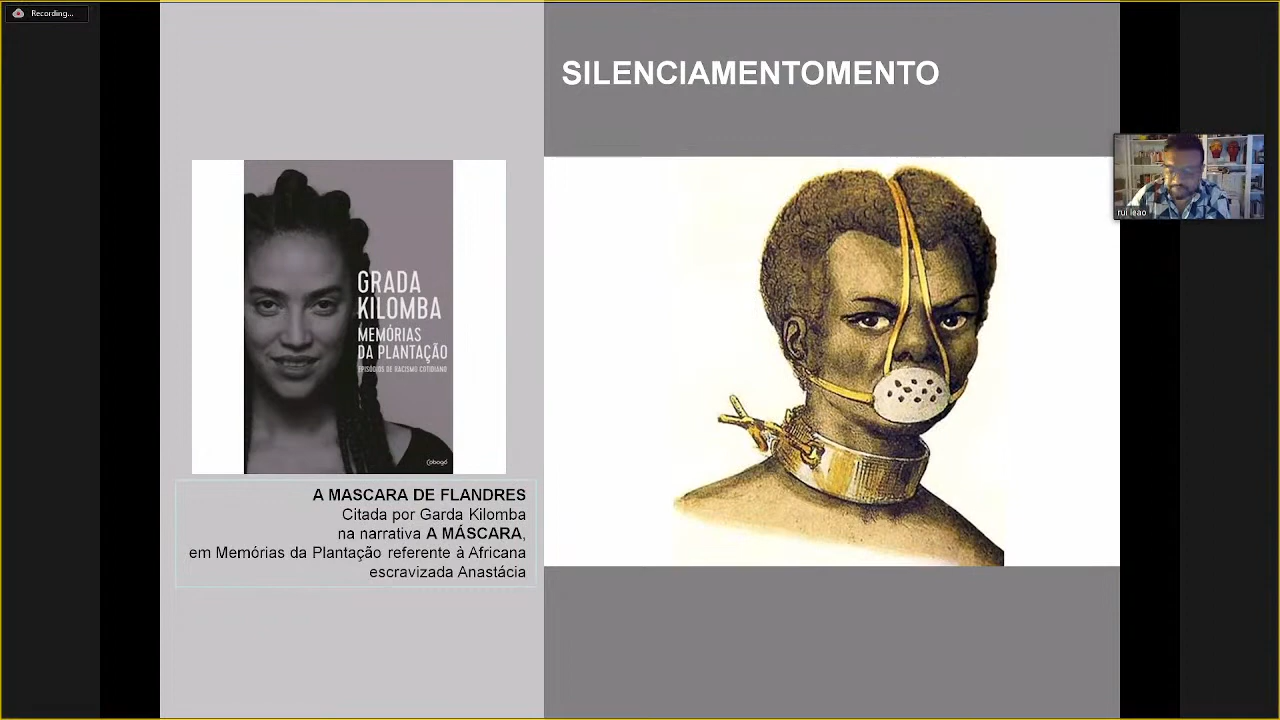 Recording...
SILENCIAMENTOMENTO
GRADA
KILOMBA
MEMÓRIAS
DA PLANTAÇÃO
EPISÓDIOS DE RACISMO COTIDIANO
Cobogó
rui leao
A MASCARA DE FLANDRES
Citada por Garda Kilomba
na narrativa A MÁSCARA,
em Memórias da Plantação referente à Africana
escravizada Anastácia